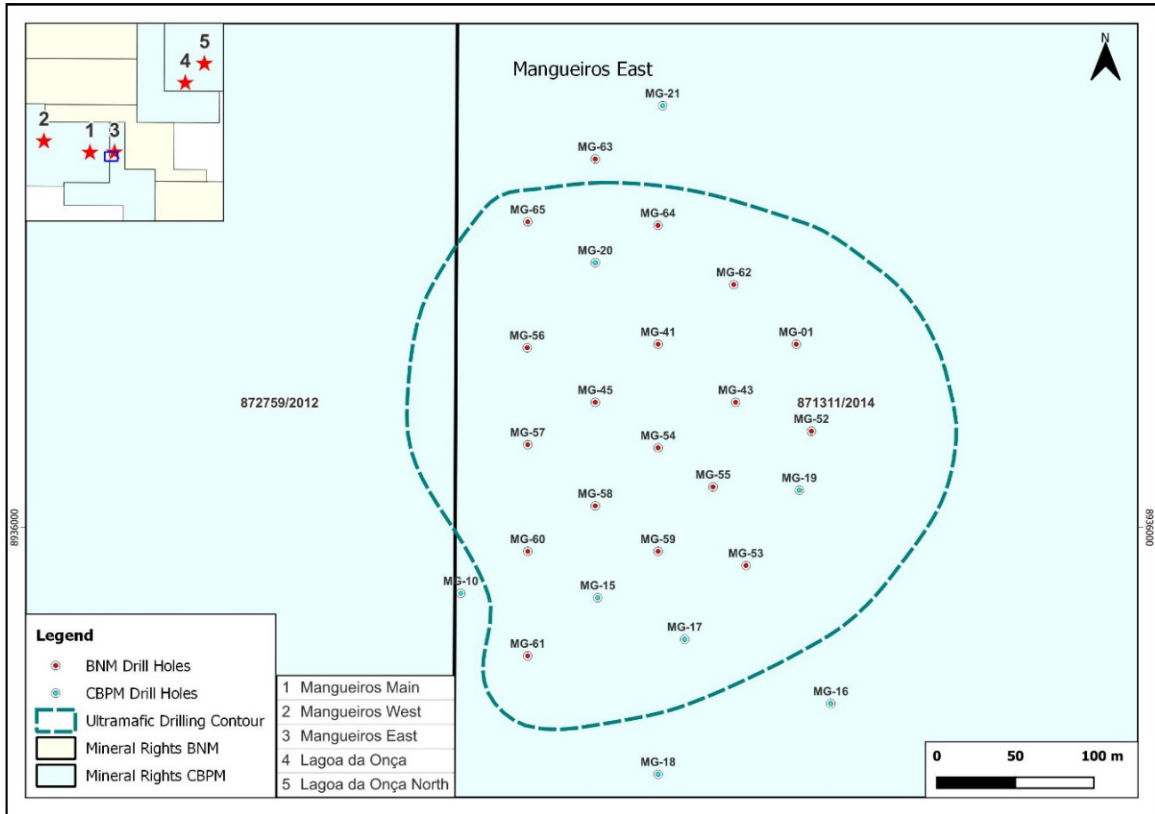 5
4
2
1
3
Mangueiros East
N
MG-21
MG-63
MG-65
MG-64
MG-20
MG-62
MG-56
MG-41
MG-01
872759/2012
MG-45
MG-43
871311/2014
MG-52
MG-57
MG-54
MG-55
MG-19
MG-58
8936000
8936000
MG-60
MG-59
MG-53
MG-10
MG-15
MG-17
MG-61
MG-16
MG-18
Legend
BNM Drill Holes
CBPM Drill Holes
Ultramafic Drilling Contour
Mineral Rights BNM
Mineral Rights CBPM
1 Mangueiros Main
2 Mangueiros West
3 Mangueiros East
4 Lagoa da Onça
5 Lagoa da Onça North
0 50 100 m